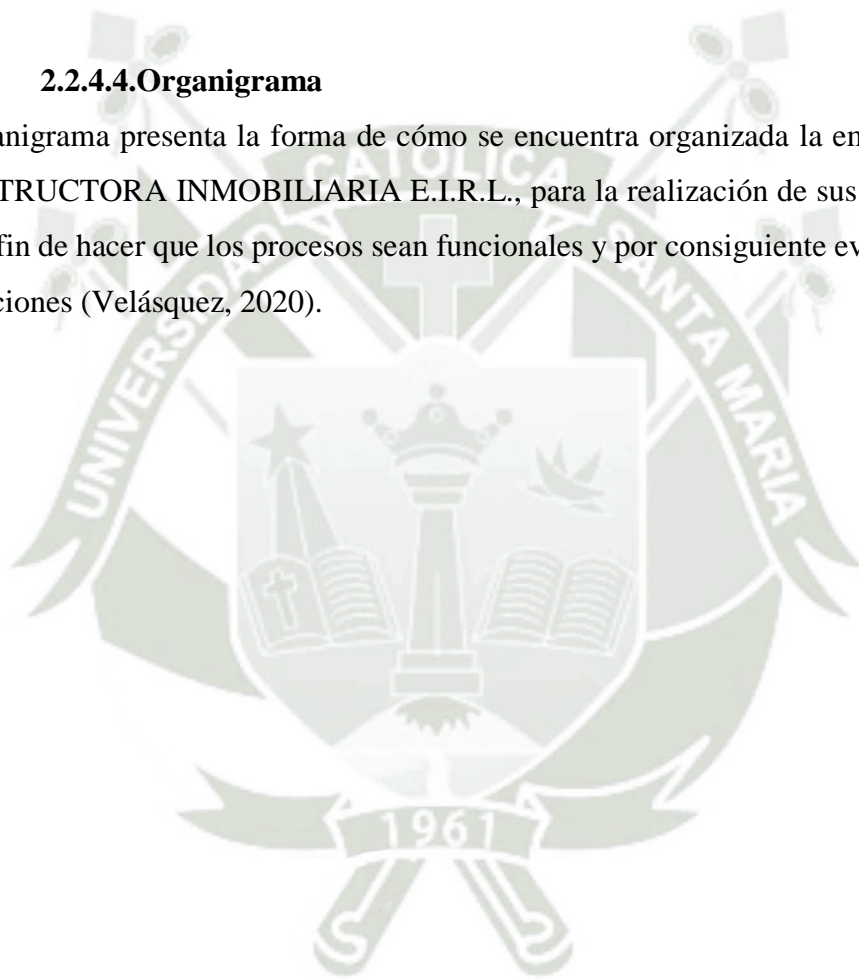 2.2.4.4.Organigrama
anigrama presenta la forma de cómo se encuentra organizada la en
TRUCTORA INMOBILIARIA E.I.R.L., para la realización de sus
fin de hacer que los procesos sean funcionales y por consiguiente ev
ciones (Velásquez, 2020).
UNIVERSIDAD CATOLICA SANTA MARIA
1961